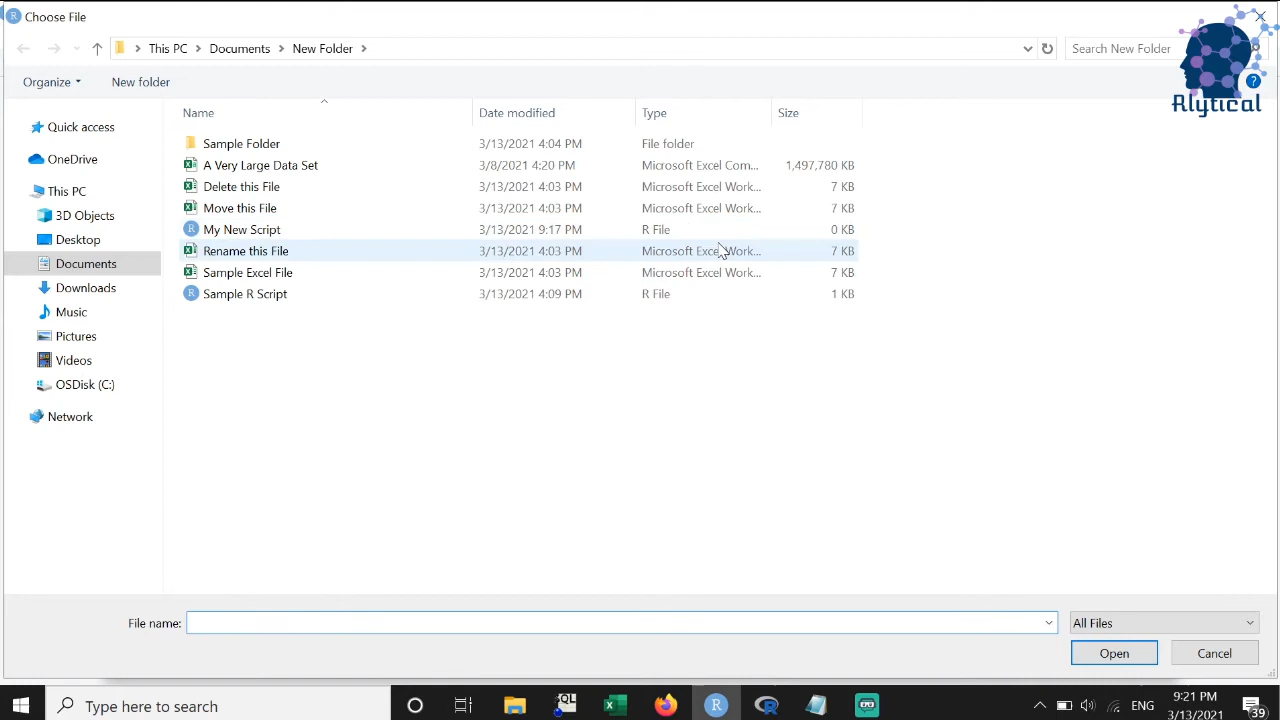 Choose File
This PC > Documents > New Folder >
Search New Folder
Organize
New folder
Rlytical
Name Date modified Type Size
Quick access
OneDrive
This PC
3D Objects
Desktop
Documents
Downloads
Music
Pictures
Videos
OSDisk (C:)
Network
Sample Folder 3/13/2021 4:04 PM File folder
A Very Large Data Set 3/8/2021 4:20 PM Microsoft Excel Com... 1,497,780 KB
Delete this File 3/13/2021 4:03 PM Microsoft Excel Work... 7 KB
Move this File 3/13/2021 4:03 PM Microsoft Excel Work... 7 KB
My New Script 3/13/2021 9:17 PM R File 0 KB
Rename this File 3/13/2021 4:03 PM Microsoft Excel Work... 7 KB
Sample Excel File 3/13/2021 4:03 PM Microsoft Excel Work... 7 KB
Sample R Script 3/13/2021 4:09 PM R File 1 KB
File name:
All Files
Open Cancel
Type here to search
ENG
9:21 PM
3/13/2021
39